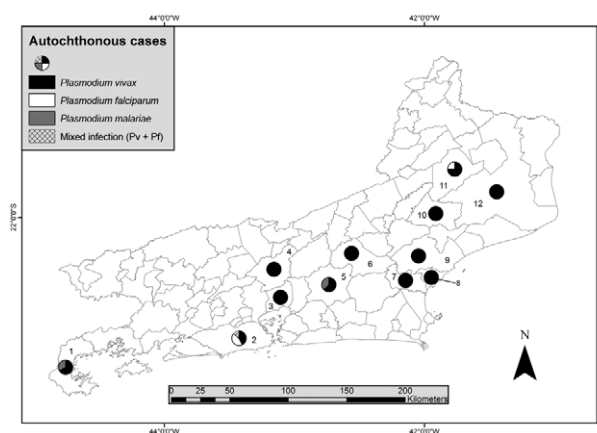 44°0'0"W 42°0'0"W
Autochthonous cases
Plasmodium vivax
Plasmodium falciparum
Plasmodium malariae
Mixed infection (Pv + Pf)
22°0'0"S
11
12
10
4
6
9
5
7
8
3
2
1
N
0 25 50 100 150 200
Kilometers
44°0'0"W 42°0'0"W